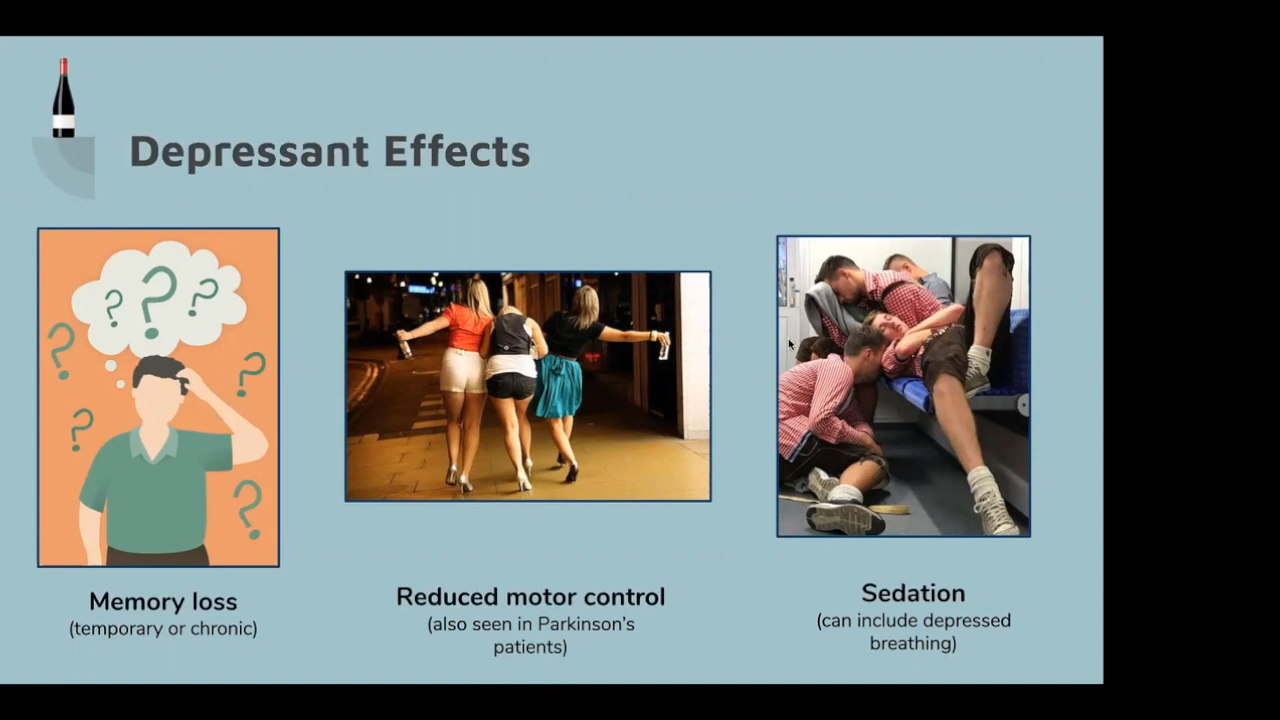 Depressant Effects
Memory loss
(temporary or chronic)
Reduced motor control
(also seen in Parkinson's
patients)
Sedation
(can include depressed
breathing)